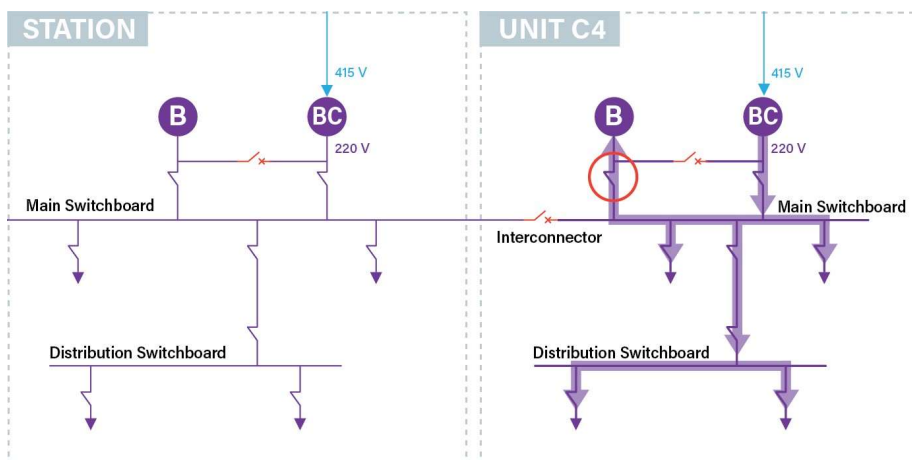 STATION
UNIT C4
415 V
415 V
B
BC
B
BC
220 V
220 V
Main Switchboard
Main Switchboard
Interconnector
Distribution Switchboard
Distribution Switchboard